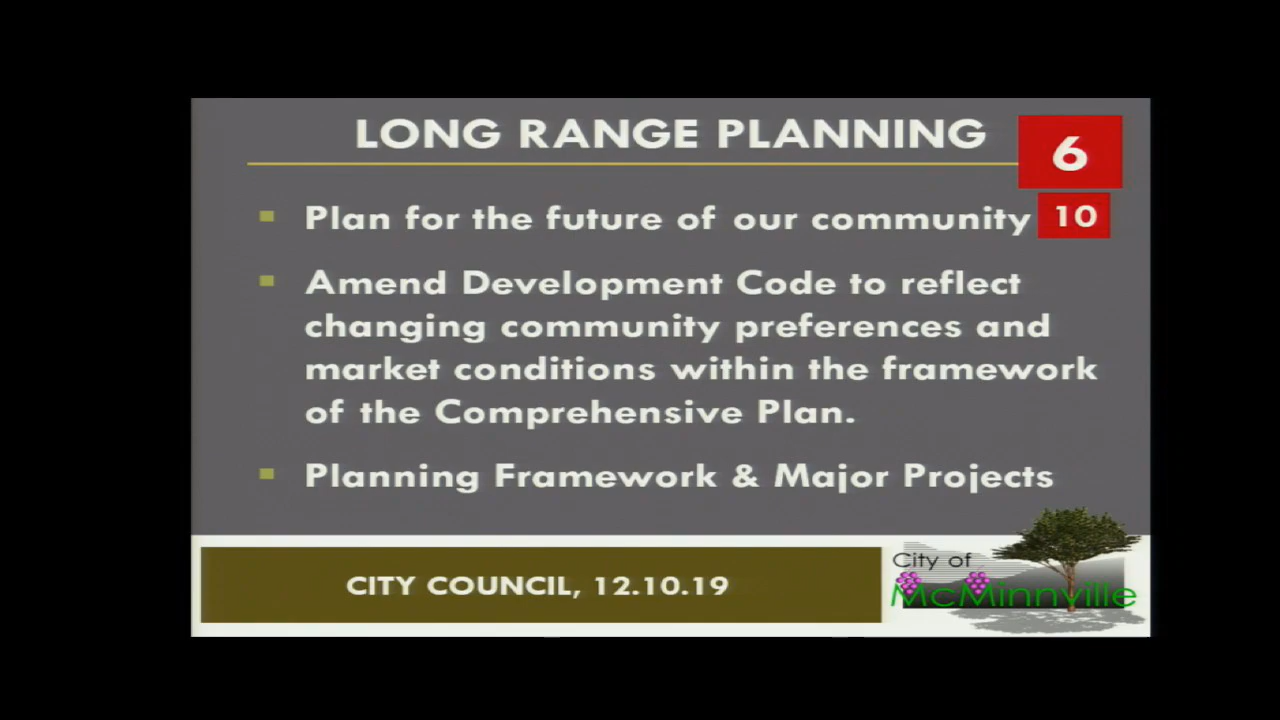 LONG RANGE PLANNING
6
Plan for the future of our community
10
Amend Development Code to reflect
changing community preferences and
market conditions within the framework
of the Comprehensive Plan.
Planning Framework & Major Projects
CITY COUNCIL, 12.10.19
City of
McMinnville